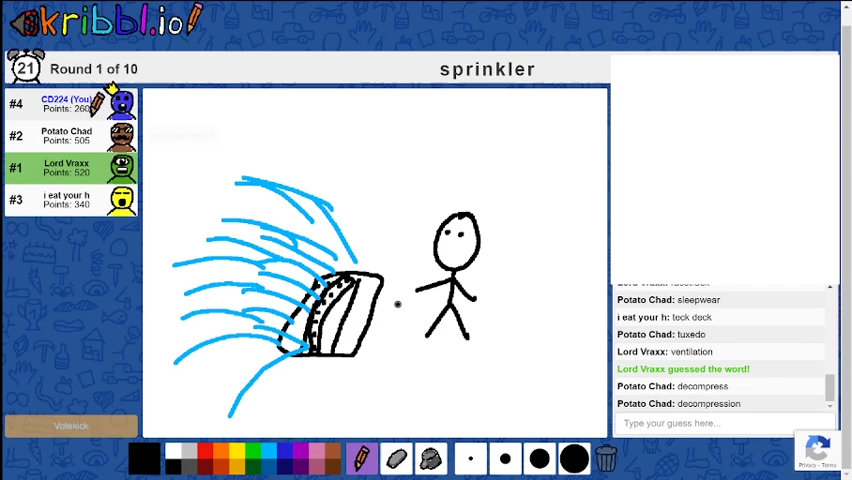 skribbl.io
21
Round 1 of 10
sprinkler
#4
CD224 (You)
Points: 260
#2
Potato Chad
Points: 505
#1
Lord Vraxx
Points: 520
#3
i eat your h
Points: 340
Potato Chad: sleepwear
i eat your h: teck deck
Potato Chad: tuxedo
Lord Vraxx: ventilation
Lord Vraxx guessed the word!
Potato Chad: decompress
Potato Chad: decompression
Type your guess here...
Votekick
Privacy - Terms